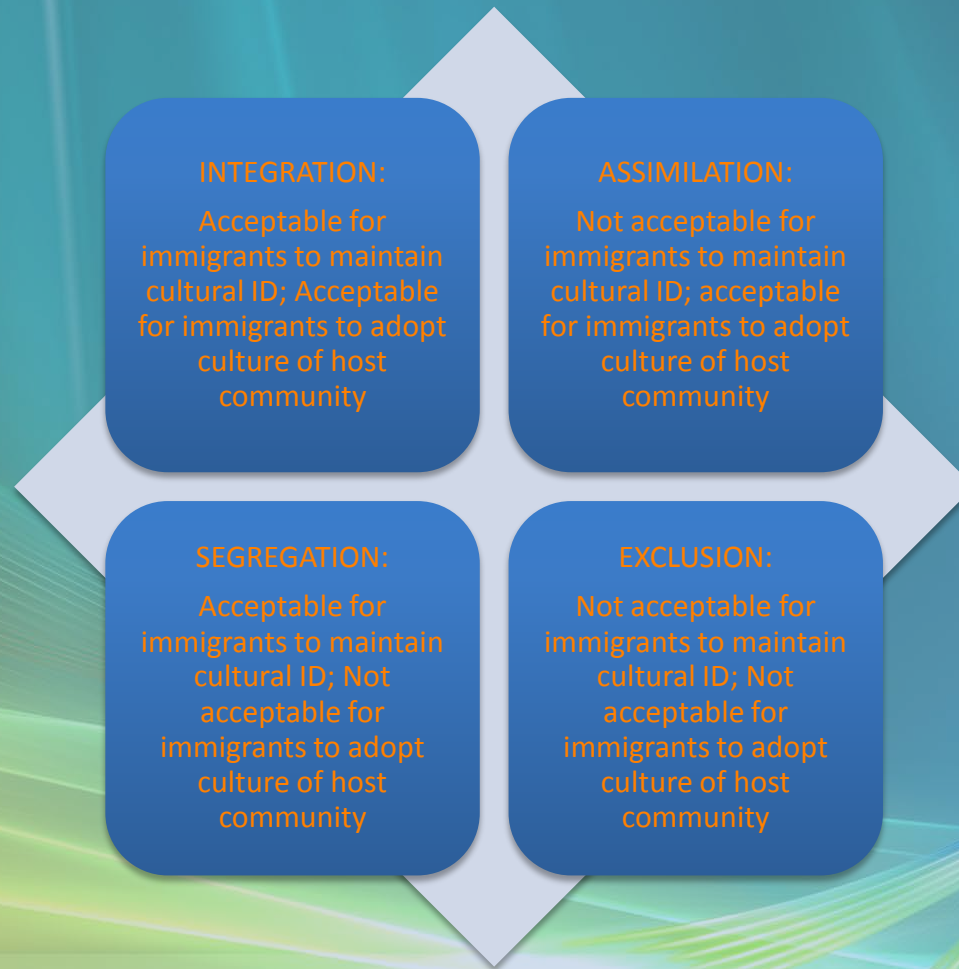 INTEGRATION:
Acceptable for
immigrants to maintain
cultural ID; Acceptable
for immigrants to adopt
culture of host
community
ASSIMILATION:
Not acceptable for
immigrants to maintain
cultural ID; acceptable
for immigrants to adopt
culture of host
community
SEGREGATION:
Acceptable for
immigrants to maintain
cultural ID; Not
acceptable for
immigrants to adopt
culture of host
community
EXCLUSION:
Not acceptable for
immigrants to maintain
cultural ID; Not
acceptable for
immigrants to adopt
culture of host
community